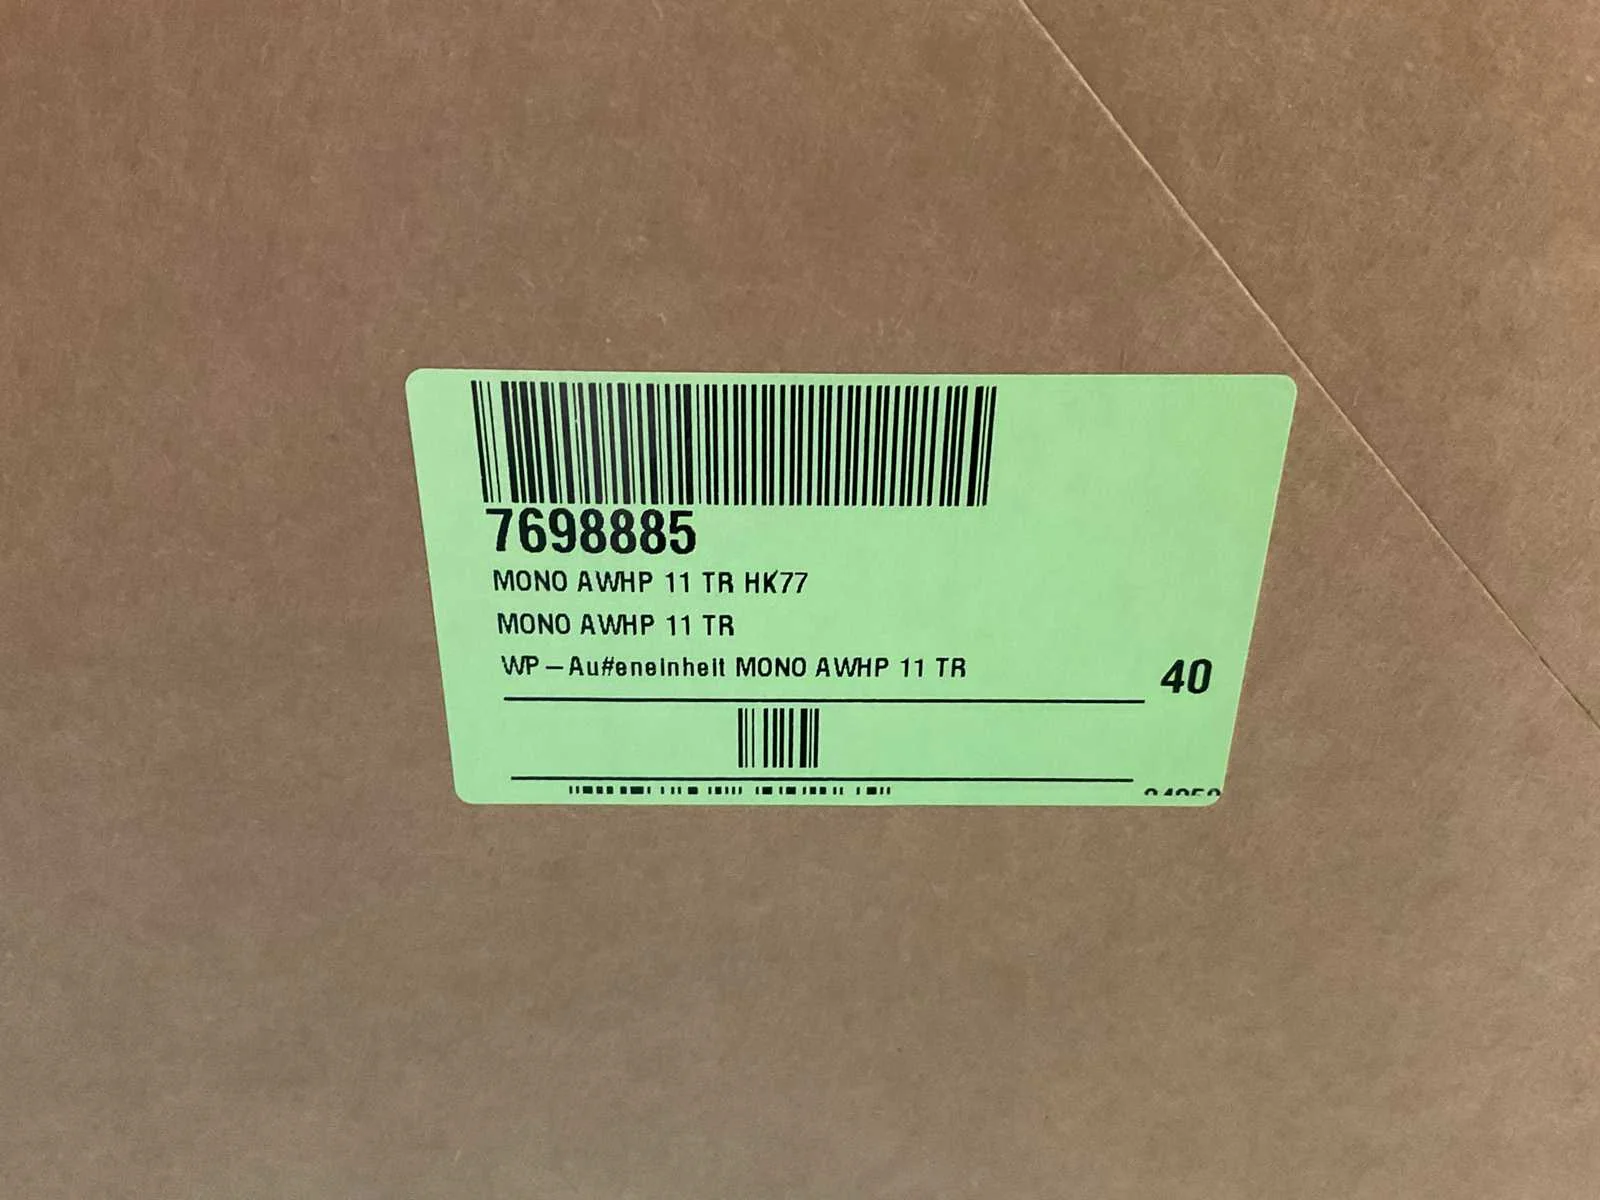 7698885
MONO AWHP 11 TR HK77
MONO AWHP 11 TR
WP-Au#eneinheit MONO AWHP 11 TR
40